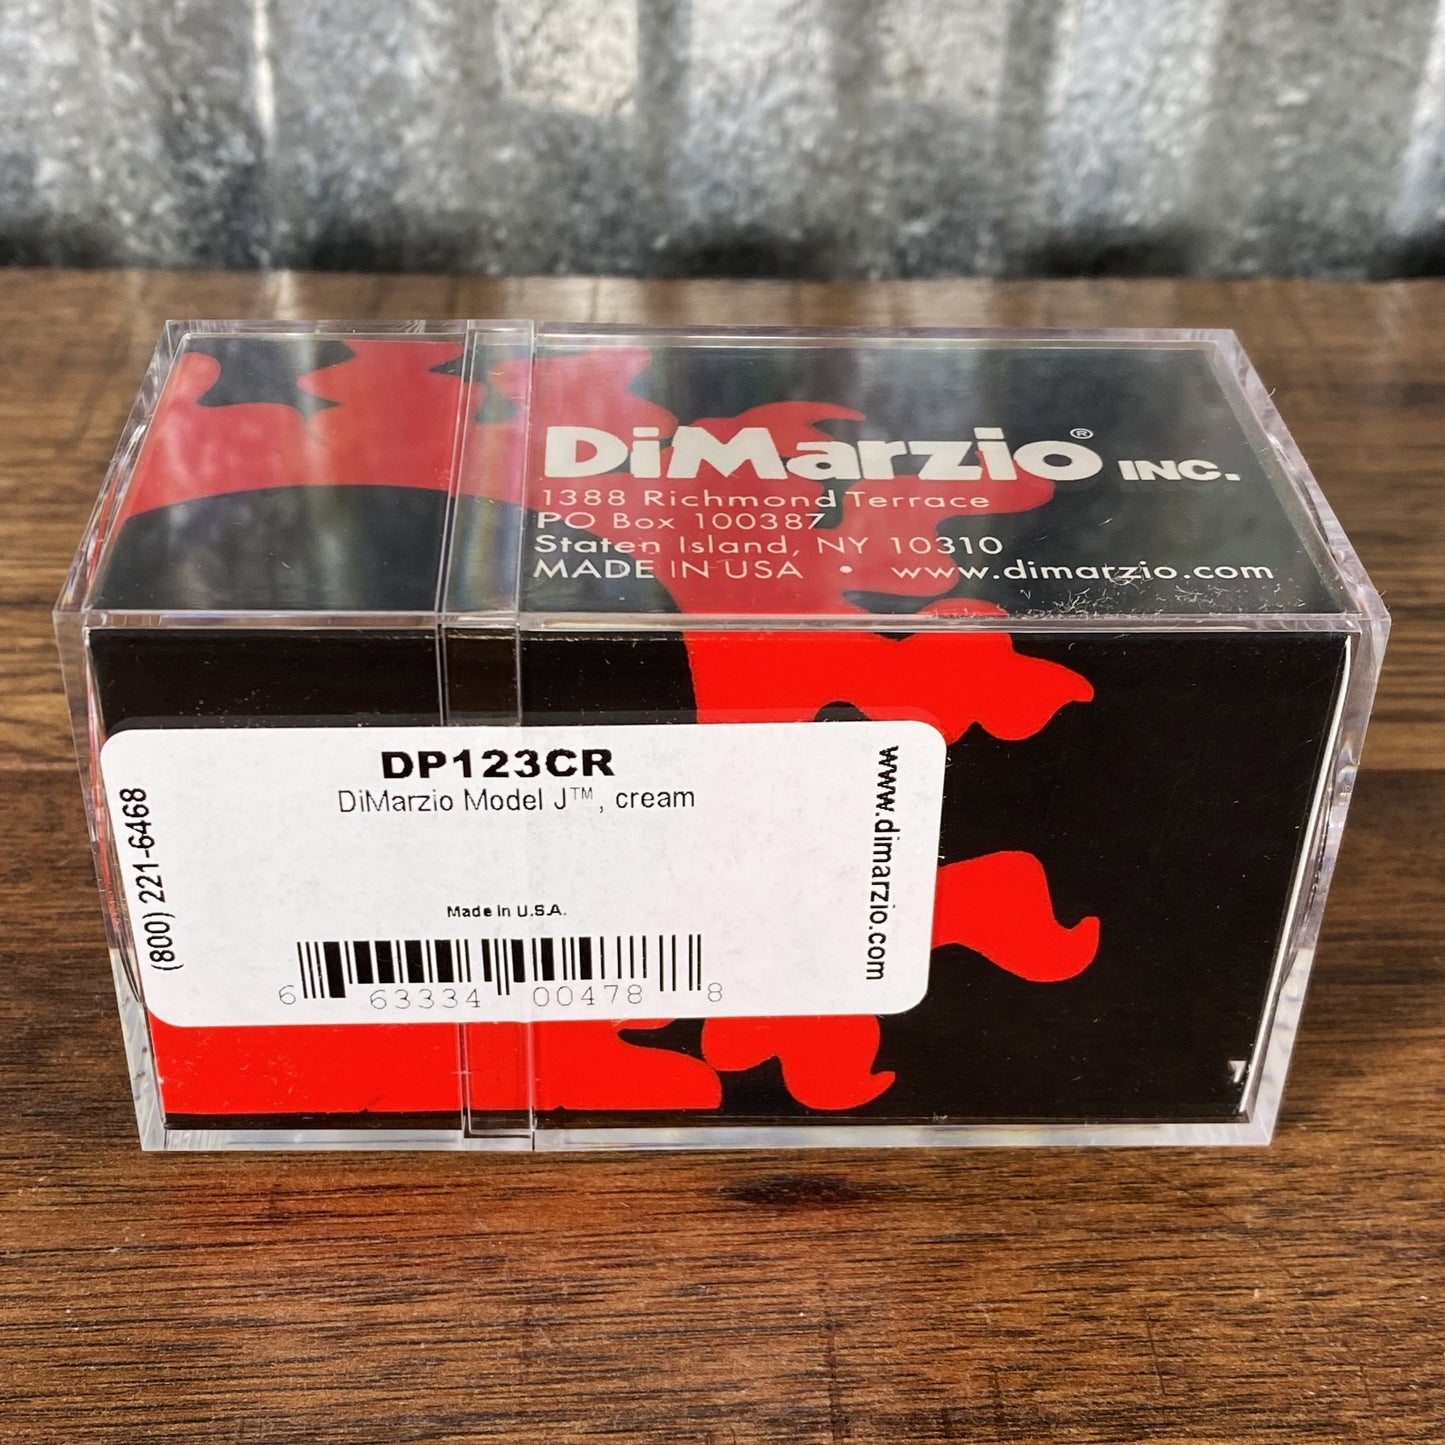 DiMarzio® INC.
1388 Richmond Terrace
PO Box 100387
Staten Island, NY 10310
MADE IN USA • www.dimarzio.com
DP123CR
DiMarzio Model J™, cream
(800) 221-6468
www.dimarzio.com
Made In U.S.A.
6 63334 00478 8